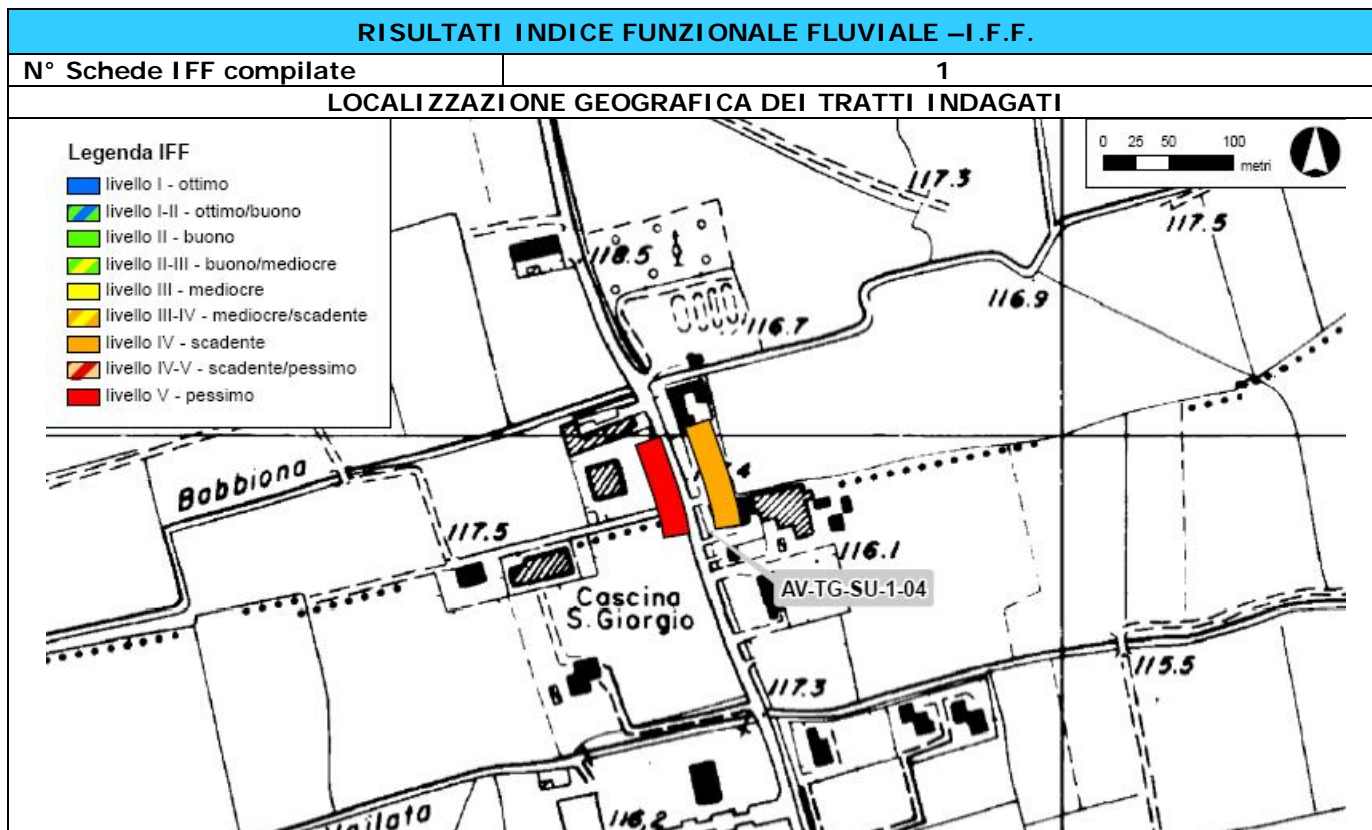 RISULTATI INDICE FUNZIONALE FLUVIALE –I.F.F.
N° Schede IFF compilate 1
LOCALIZZAZIONE GEOGRAFICA DEI TRATTI INDAGATI
Legenda IFF
livello I - ottimo
livello I-II - ottimo/buono
livello II - buono
livello II-III - buono/mediocre
livello III - mediocre
livello III-IV - mediocre/scadente
livello IV - scadente
livello IV-V - scadente/pessimo
livello V - pessimo
0 25 50 100
metri
117.3
117.5
118.5
116.9
116.7
Babbiona
4
117.5
116.1
AV-TG-SU-1-04
Cascina
S. Giorgio
115.5
117.3
116.2